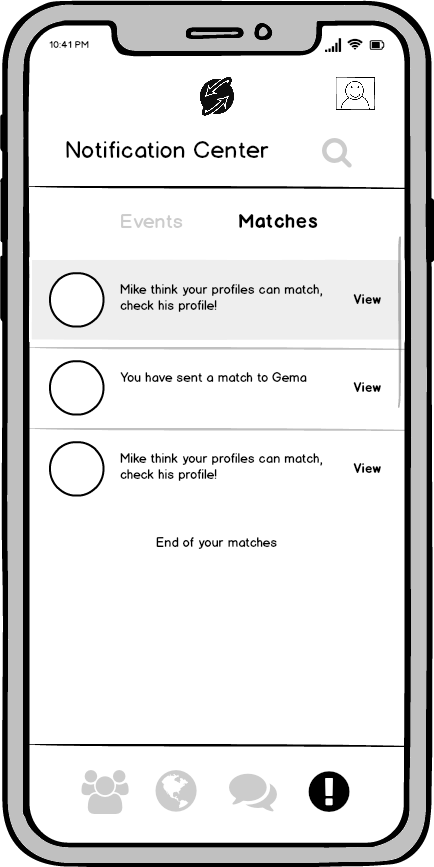 10:41 PM
Notification Center
Events
Matches
Mike think your profiles can match,
check his profile!
View
You have sent a match to Gema
View
Mike think your profiles can match,
check his profile!
View
End of your matches